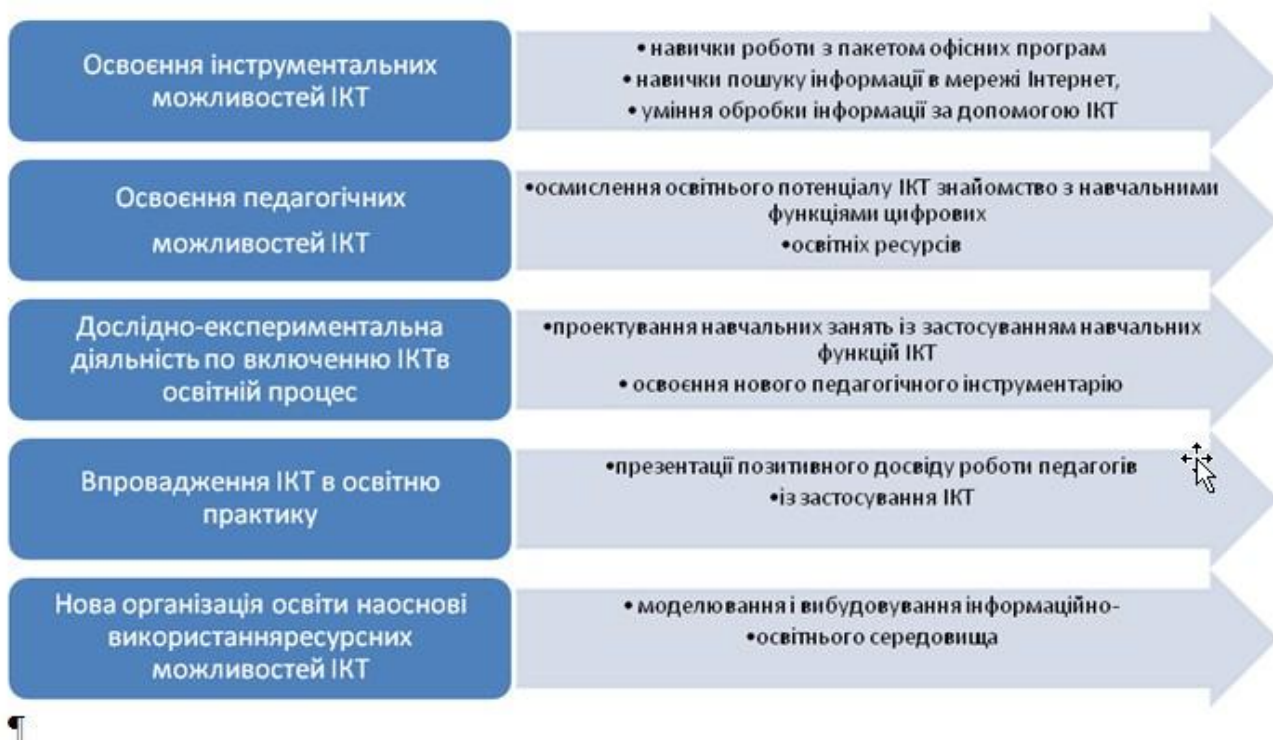 Освоєння інструментальних
можливостей ІКТ
• навички роботи з пакетом офісних програм
• навички пошуку інформації в мережі Інтернет,
• уміння обробки інформації за допомогою ІКТ
Освоєння педагогічних
можливостей ІКТ
•осмислення освітнього потенціалу ІКТ знайомство з навчальними
функціями цифрових
•освітніх ресурсів
Дослідно-експериментальна
діяльність по включенню ІКТв
освітній процес
•проектування навчальних занять із застосуванням навчальних
функцій ІКТ
• освоєння нового педагогічного інструментарію
Впровадження ІКТ в освітню
практику
•презентації позитивного досвіду роботи педагогів
•із застосування ІКТ
Нова організація освіти наоснові
використанняресурсних
можливостей ІКТ
• моделювання і вибудовування інформаційно-
•освітнього середовища
¶